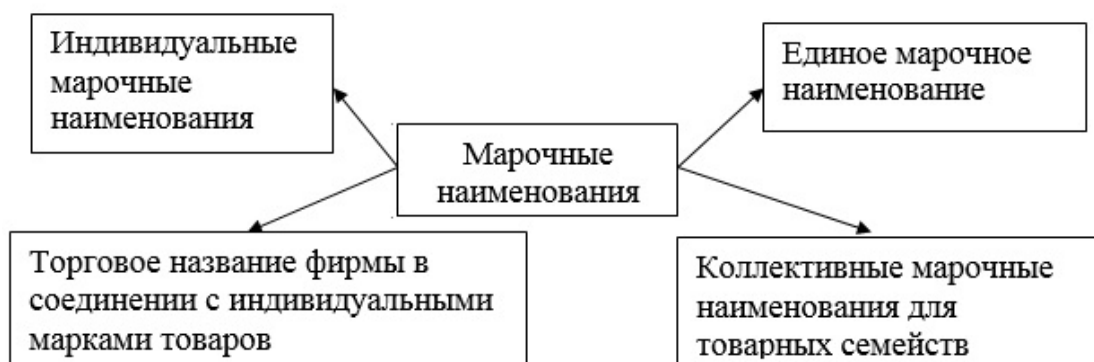 Индивидуальные
марочные
наименования
Единое марочное
наименование
Марочные
наименования
Торговое название фирмы в
соединении с индивидуальными
марками товаров
Коллективные марочные
наименования для
товарных семейств